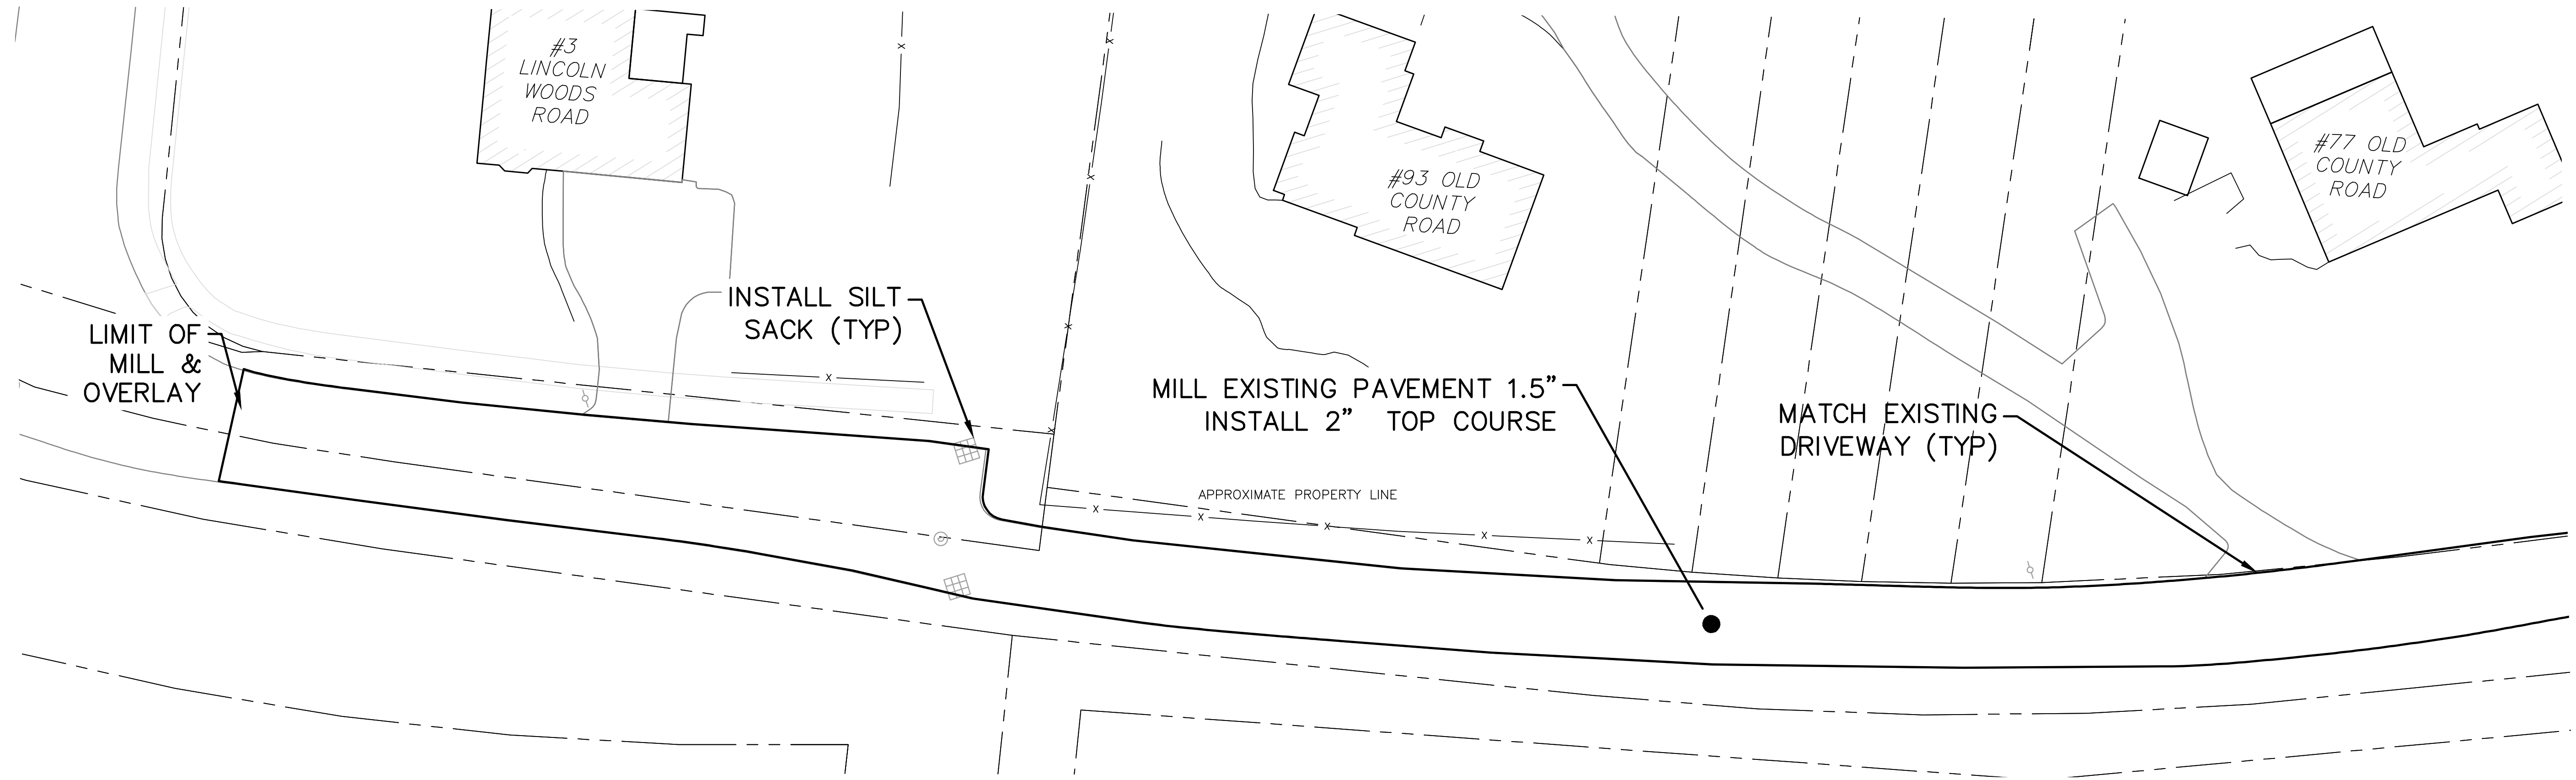 #3
LINCOLN
WOODS
ROAD
#93 OLD
COUNTY
ROAD
#77 OLD
COUNTY
ROAD
LIMIT OF
MILL &
OVERLAY
INSTALL SILT
SACK (TYP)
MILL EXISTING PAVEMENT 1.5"
INSTALL 2" TOP COURSE
MATCH EXISTING
DRIVEWAY (TYP)
APPROXIMATE PROPERTY LINE